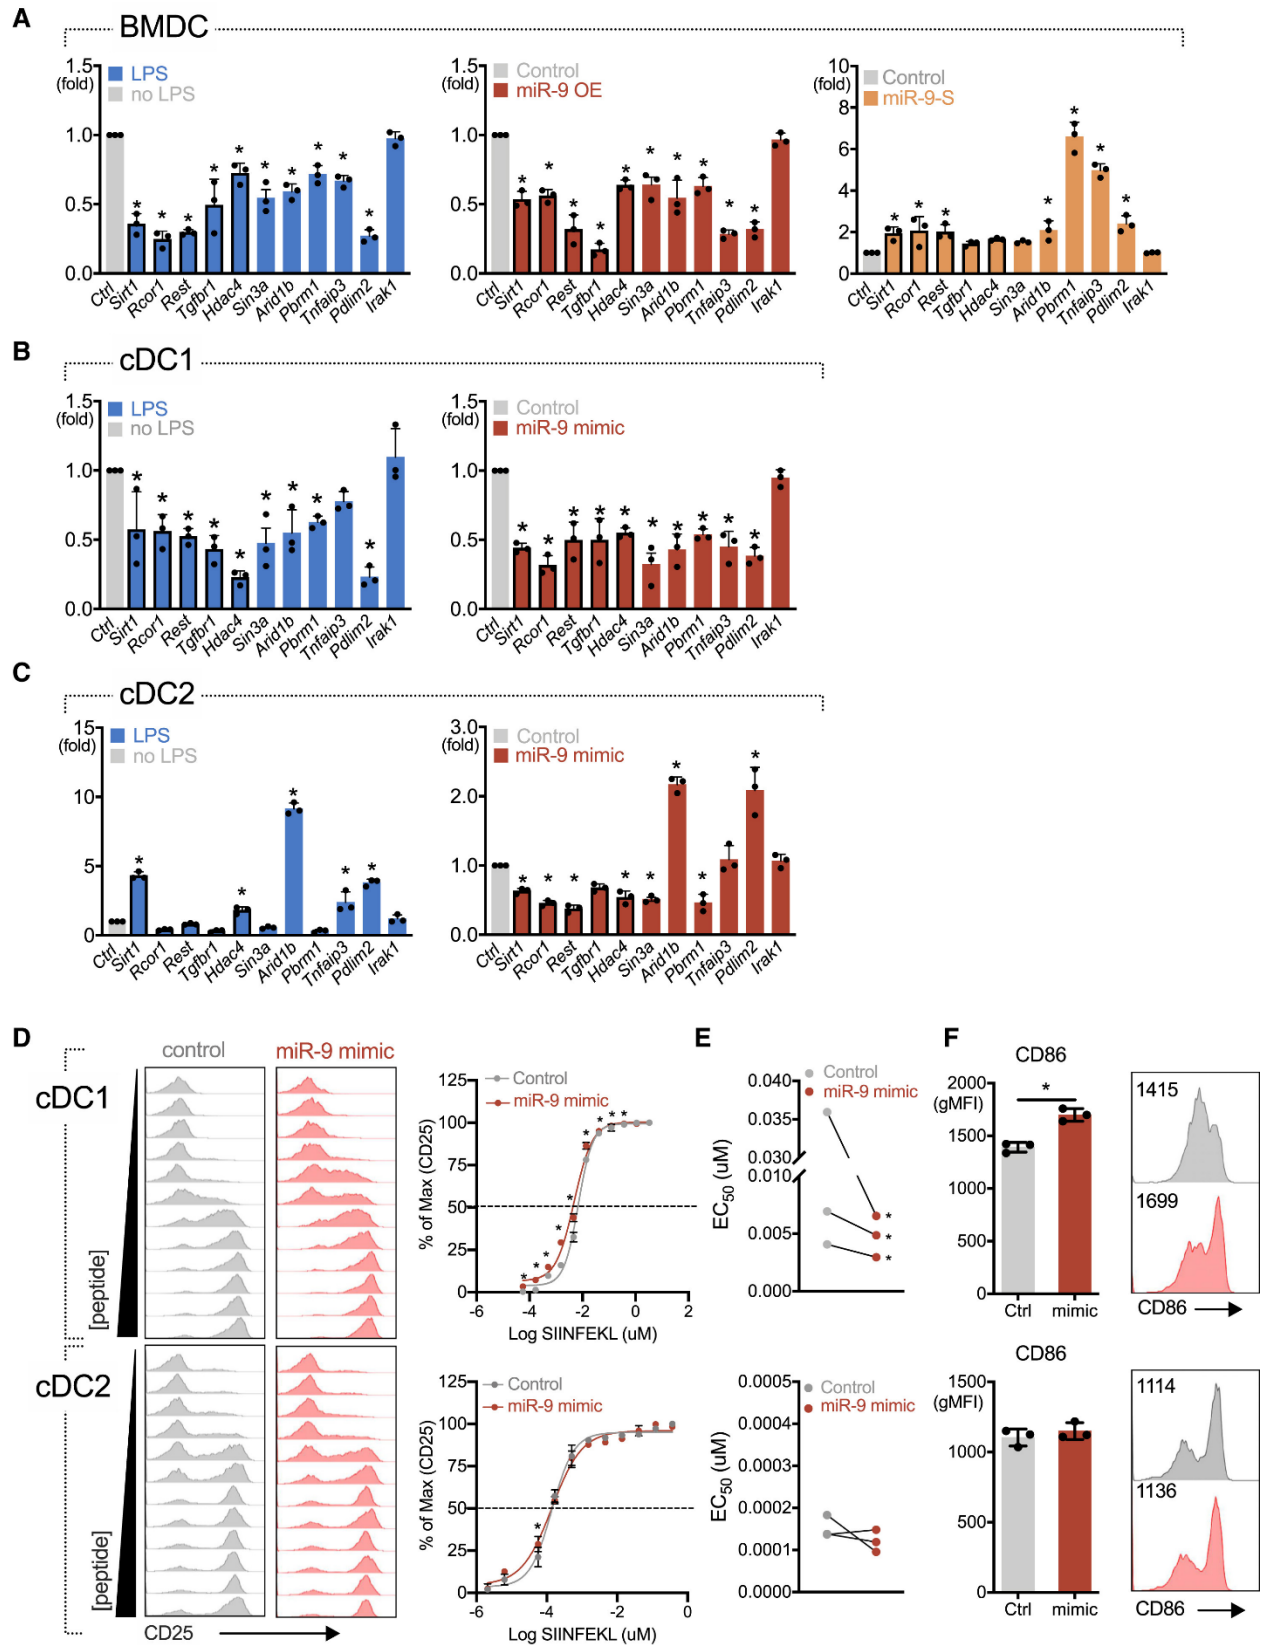 A
BMDC
1.5
(fold)
1.0
0.5
0.0
LPS
no LPS
Ctrl
Sirt1
Rcor1
Rest
Tgfbr1
Hdac4
Sin3a
Arid1b
Pbrm1
Tnfaip3
Pdlim2
Irak1
* * * * * * * * * *
1.5
(fold)
1.0
0.5
0.0
Control
miR-9 OE
Ctrl
Sirt1
Rcor1
Rest
Tgfbr1
Hdac4
Sin3a
Arid1b
Pbrm1
Tnfaip3
Pdlim2
Irak1
* * * * * * * * * *
10
(fold)
8
6
4
2
0
Control
miR-9-S
Ctrl
Sirt1
Rcor1
Rest
Tgfbr1
Hdac4
Sin3a
Arid1b
Pbrm1
Tnfaip3
Pdlim2
Irak1
* * * * * * *
B
cDC1
1.5
(fold)
1.0
0.5
0.0
LPS
no LPS
Ctrl
Sirt1
Rcor1
Rest
Tgfbr1
Hdac4
Sin3a
Arid1b
Pbrm1
Tnfaip3
Pdlim2
Irak1
* * * * * * * * *
1.5
(fold)
1.0
0.5
0.0
Control
miR-9 mimic
Ctrl
Sirt1
Rcor1
Rest
Tgfbr1
Hdac4
Sin3a
Arid1b
Pbrm1
Tnfaip3
Pdlim2
Irak1
* * * * * * * * * *
C
cDC2
15
(fold)
10
5
0
LPS
no LPS
Ctrl
Sirt1
Rcor1
Rest
Tgfbr1
Hdac4
Sin3a
Arid1b
Pbrm1
Tnfaip3
Pdlim2
Irak1
* * * * *
3.0
(fold)
2.0
1.0
0.0
Control
miR-9 mimic
Ctrl
Sirt1
Rcor1
Rest
Tgfbr1
Hdac4
Sin3a
Arid1b
Pbrm1
Tnfaip3
Pdlim2
Irak1
* * * * * * * *
D
control
miR-9 mimic
cDC1
[peptide]
cDC2
[peptide]
CD25
125
100
75
50
25
0
% of Max (CD25)
Control
miR-9 mimic
* * * * * * * * *
-6 -4 -2 0 2
Log SIINFEKL (uM)
125
100
75
50
25
0
% of Max (CD25)
Control
miR-9 mimic
*
-6 -4 -2 0
Log SIINFEKL (uM)
E
0.040
0.035
0.030
0.010
0.005
0.000
EC50 (uM)
Control
miR-9 mimic
*
*
*
0.0005
0.0004
0.0003
0.0002
0.0001
0.0000
EC50 (uM)
Control
miR-9 mimic
F
CD86
2000
(gMFI)
1500
1000
500
0
*
Ctrl mimic
1415
1699
CD86
CD86
1500
(gMFI)
1000
500
0
Ctrl mimic
1114
1136
CD86